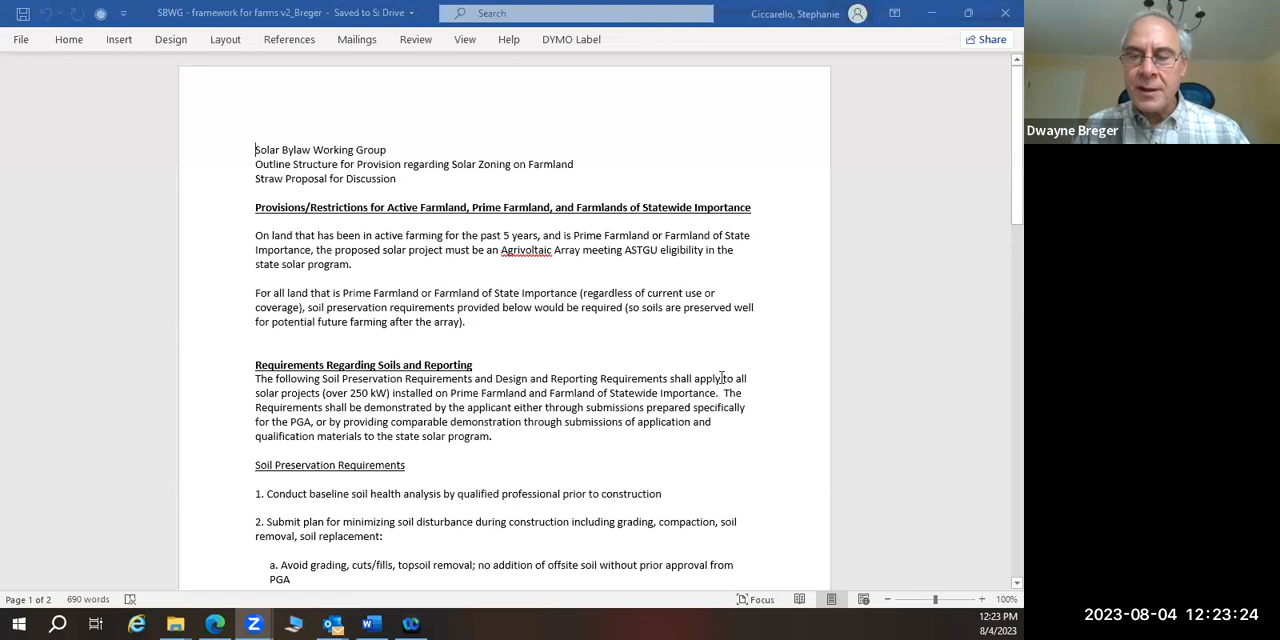 SBWG - framework for farms v2_Breger - Saved to S: Drive
Search
Ciccarello, Stephanie
File Home Insert Design Layout References Mailings Review View Help DYMO Label Share
Solar Bylaw Working Group
Outline Structure for Provision regarding Solar Zoning on Farmland
Straw Proposal for Discussion
Provisions/Restrictions for Active Farmland, Prime Farmland, and Farmlands of Statewide Importance
On land that has been in active farming for the past 5 years, and is Prime Farmland or Farmland of State
Importance, the proposed solar project must be an Agrivoltaic Array meeting ASTGU eligibility in the
state solar program.
For all land that is Prime Farmland or Farmland of State Importance (regardless of current use or
coverage), soil preservation requirements provided below would be required (so soils are preserved well
for potential future farming after the array).
Requirements Regarding Soils and Reporting
The following Soil Preservation Requirements and Design and Reporting Requirements shall apply to all
solar projects (over 250 kW) installed on Prime Farmland and Farmland of Statewide Importance. The
Requirements shall be demonstrated by the applicant either through submissions prepared specifically
for the PGA, or by providing comparable demonstration through submissions of application and
qualification materials to the state solar program.
Soil Preservation Requirements
1. Conduct baseline soil health analysis by qualified professional prior to construction
2. Submit plan for minimizing soil disturbance during construction including grading, compaction, soil
removal, soil replacement:
a. Avoid grading, cuts/fills, topsoil removal; no addition of offsite soil without prior approval from
PGA
Page 1 of 2 690 words Focus 100%
12:23 PM
8/4/2023
Dwayne Breger
2023-08-04 12:23:24